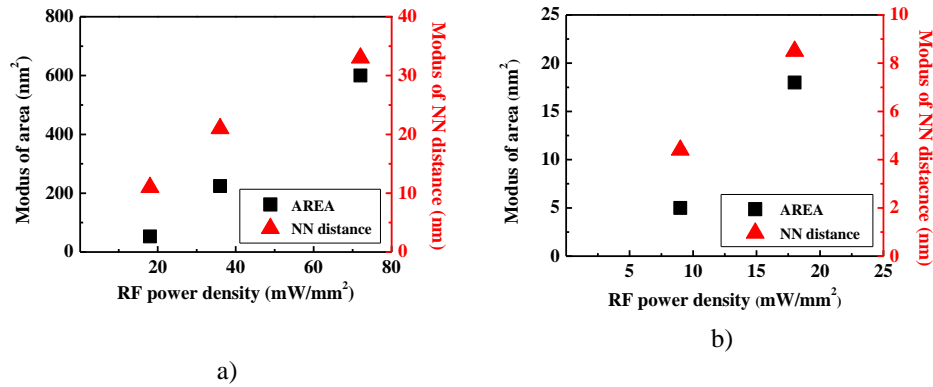 800
600
400
200
0
Modus of area (nm²)
20
40
60
80
RF power density (mW/mm²)
40
30
20
10
0
Modus of NN distance (nm)
AREA
NN distance
a)
25
20
15
10
5
0
Modus of area (nm²)
5
10
15
20
25
RF power density (mW/mm²)
10
8
6
4
2
0
Modus of NN distacnce (nm)
AREA
NN distance
b)